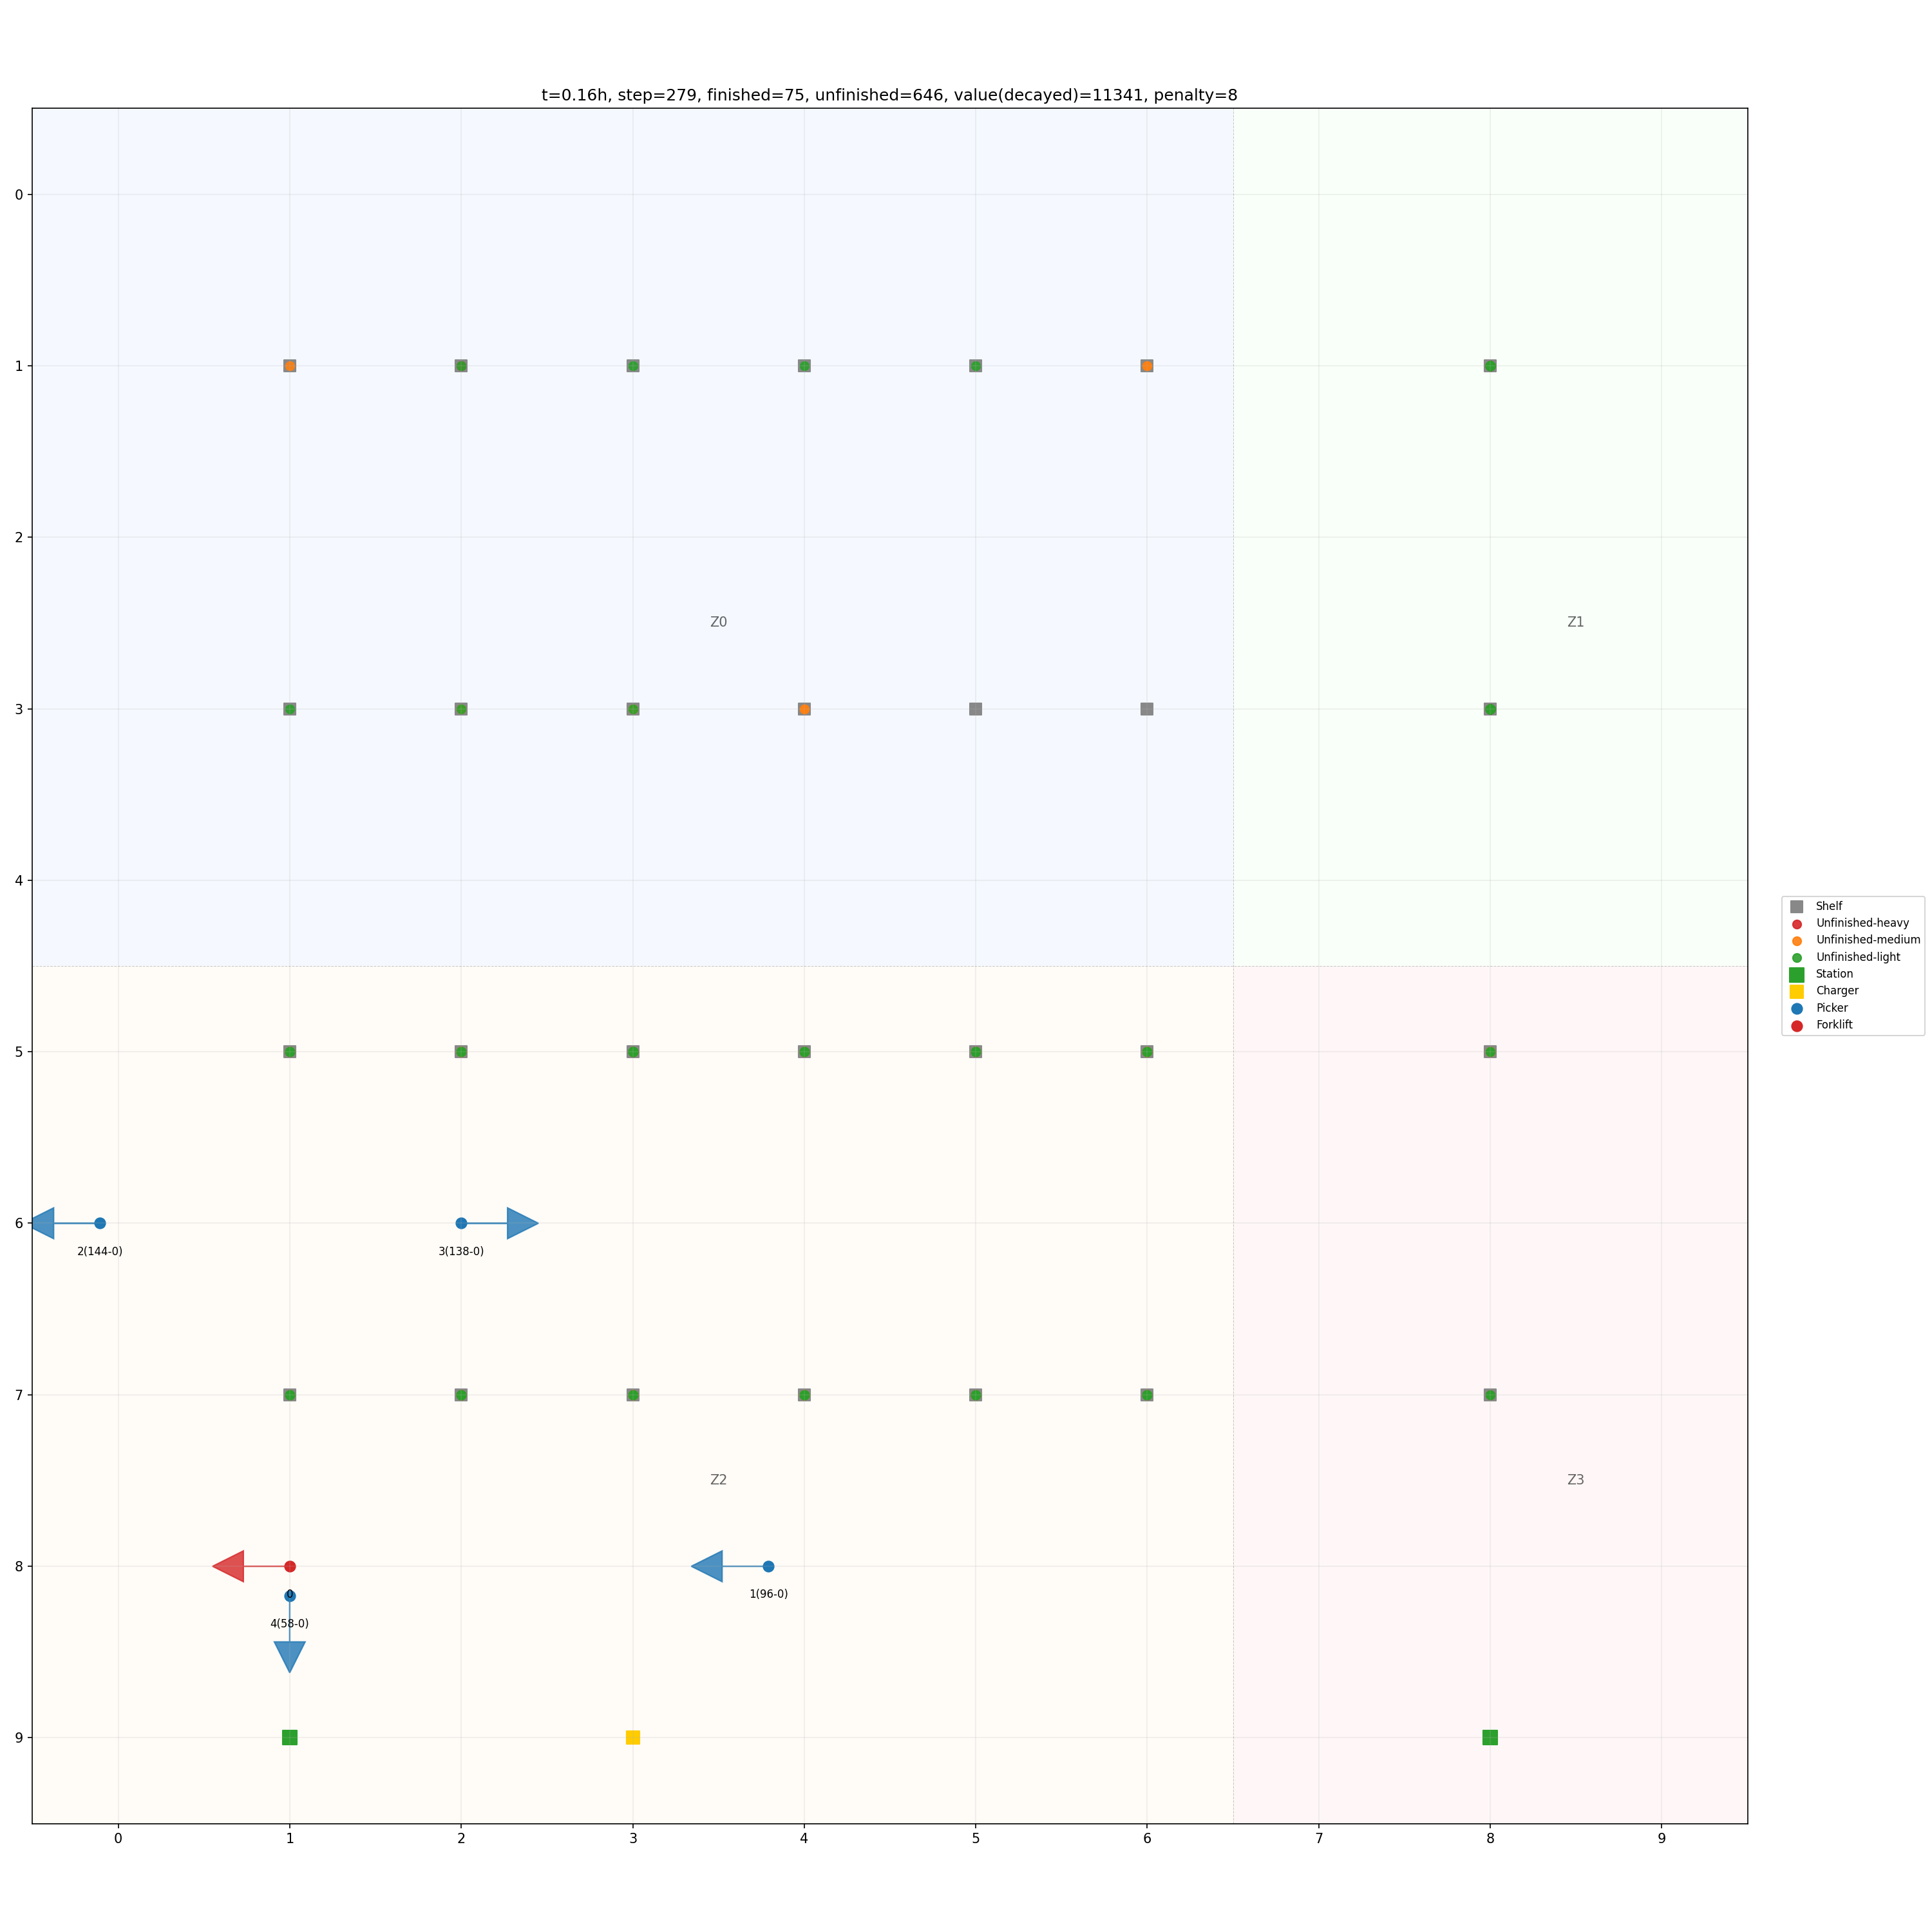 t=0.16h, step=279, finished=75, unfinished=646, value(decayed)=11341, penalty=8
0
1
2
Z0
Z1
3
4
Shelf
Unfinished-heavy
Unfinished-medium
Unfinished-light
Station
Charger
Picker
Forklift
5
6
2(144-0)
3(138-0)
7
Z2
Z3
8
0
1(96-0)
4(58-0)
9
0 1 2 3 4 5 6 7 8 9